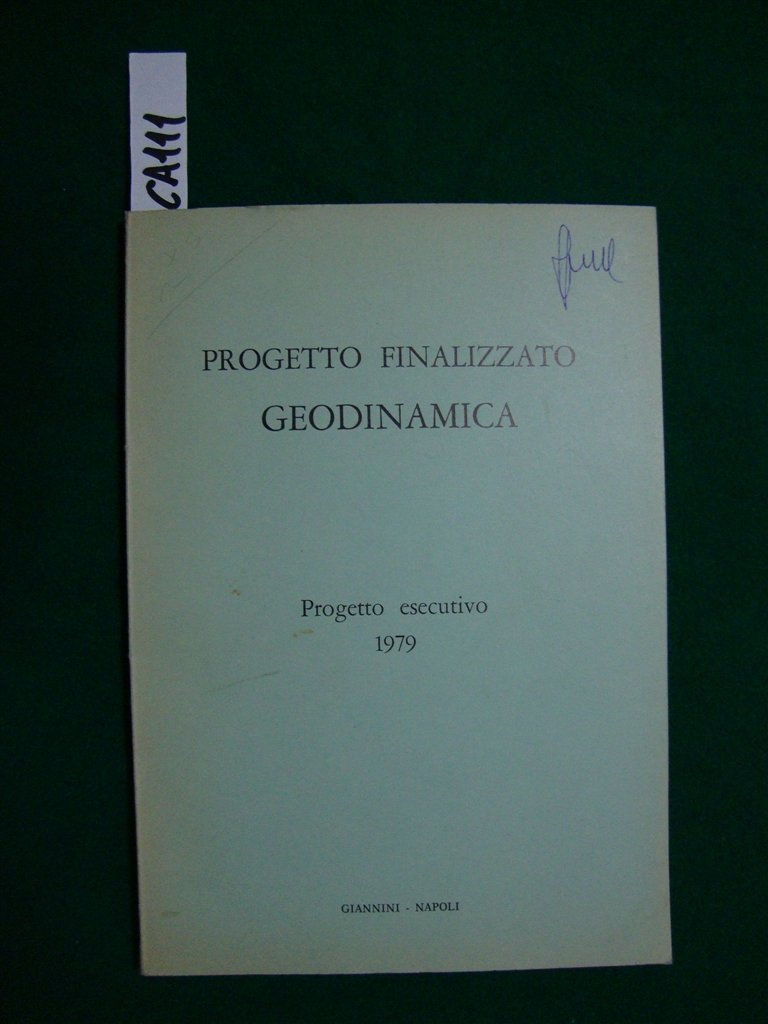 CA111
PROGETTO FINALIZZATO
GEODINAMICA
Progetto esecutivo
1979
GIANNINI - NAPOLI